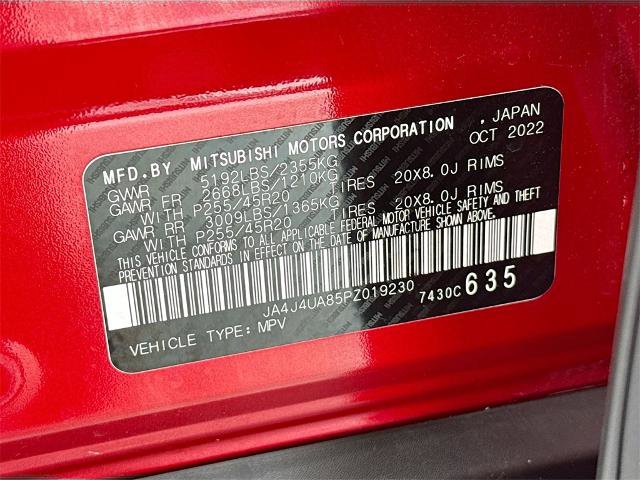 MFD.BY MITSUBISHI MOTORS CORPORATION , JAPAN
GVWR 5192LBS/2355KG OCT 2022
GAWR FR 2668LBS/1210KG
WITH P255/45R20 TIRES 20X8.0J RIMS
GAWR RR 3009LBS/1365KG
WITH P255/45R20 TIRES 20X8.0J RIMS
THIS VEHICLE CONFORMS TO ALL APPLICABLE FEDERAL MOTOR VEHICLE SAFETY AND THEFT
PREVENTION STANDARDS IN EFFECT ON THE DATE OF MANUFACTURE SHOWN ABOVE.
JA4J4UA85PZ019230 7430C 635
VEHICLE TYPE: MPV